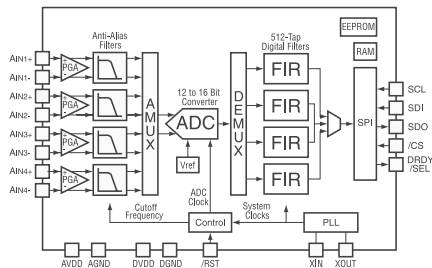 Anti-Alias
Filters
512-Tap
Digital Filters
EEPROM
RAM
12 to 16 Bit
Converter
AIN1+
AIN1-
AIN2+
AIN2-
AIN3+
AIN3-
AIN4+
AIN4-
+
PGA
-
+
PGA
-
+
PGA
-
+
PGA
-
AMUX
ADC
Vref
DEMUX
FIR
FIR
FIR
FIR
SPI
SCL
SDI
SDO
/CS
DRDY
/SEL
Cutoff
Frequency
ADC
Clock
System
Clocks
Control
PLL
AVDD
AGND
DVDD
DGND
/RST
XIN
XOUT